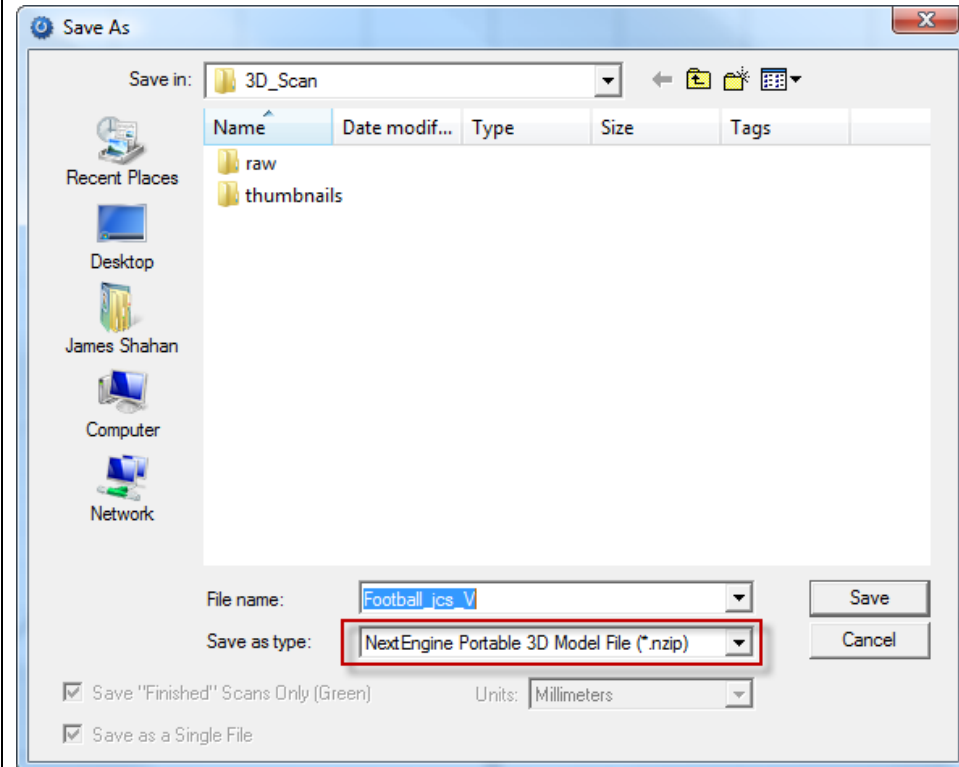 Save As
Save in: 3D_Scan
Name Date modif... Type Size Tags
raw
thumbnails
Recent Places
Desktop
James Shahan
Computer
Network
File name: Football_jcs_V Save
Save as type: NextEngine Portable 3D Model File (*.nzip) Cancel
Save "Finished" Scans Only (Green) Units: Millimeters
Save as a Single File